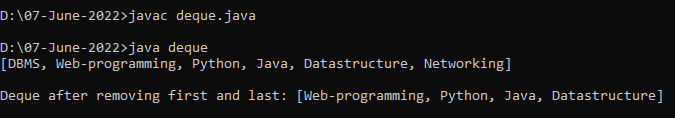 D:\07-June-2022>javac deque.java
D:\07-June-2022>java deque
[DBMS, Web-programming, Python, Java, Datastructure, Networking]
Deque after removing first and last: [Web-programming, Python, Java, Datastructure]